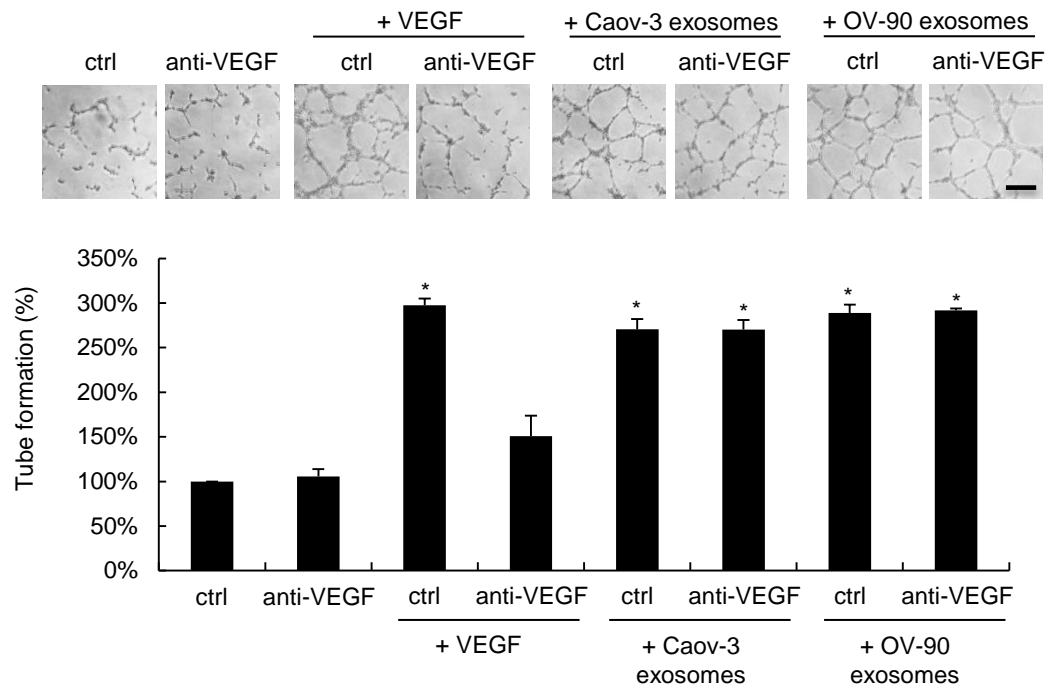 + VEGF + Caov-3 exosomes + OV-90 exosomes
ctrl anti-VEGF ctrl anti-VEGF ctrl anti-VEGF ctrl anti-VEGF
Tube formation (%)
350%
300%
250%
200%
150%
100%
50%
0%
* * * * *
ctrl anti-VEGF ctrl anti-VEGF ctrl anti-VEGF ctrl anti-VEGF
+ VEGF + Caov-3 + OV-90
exosomes exosomes